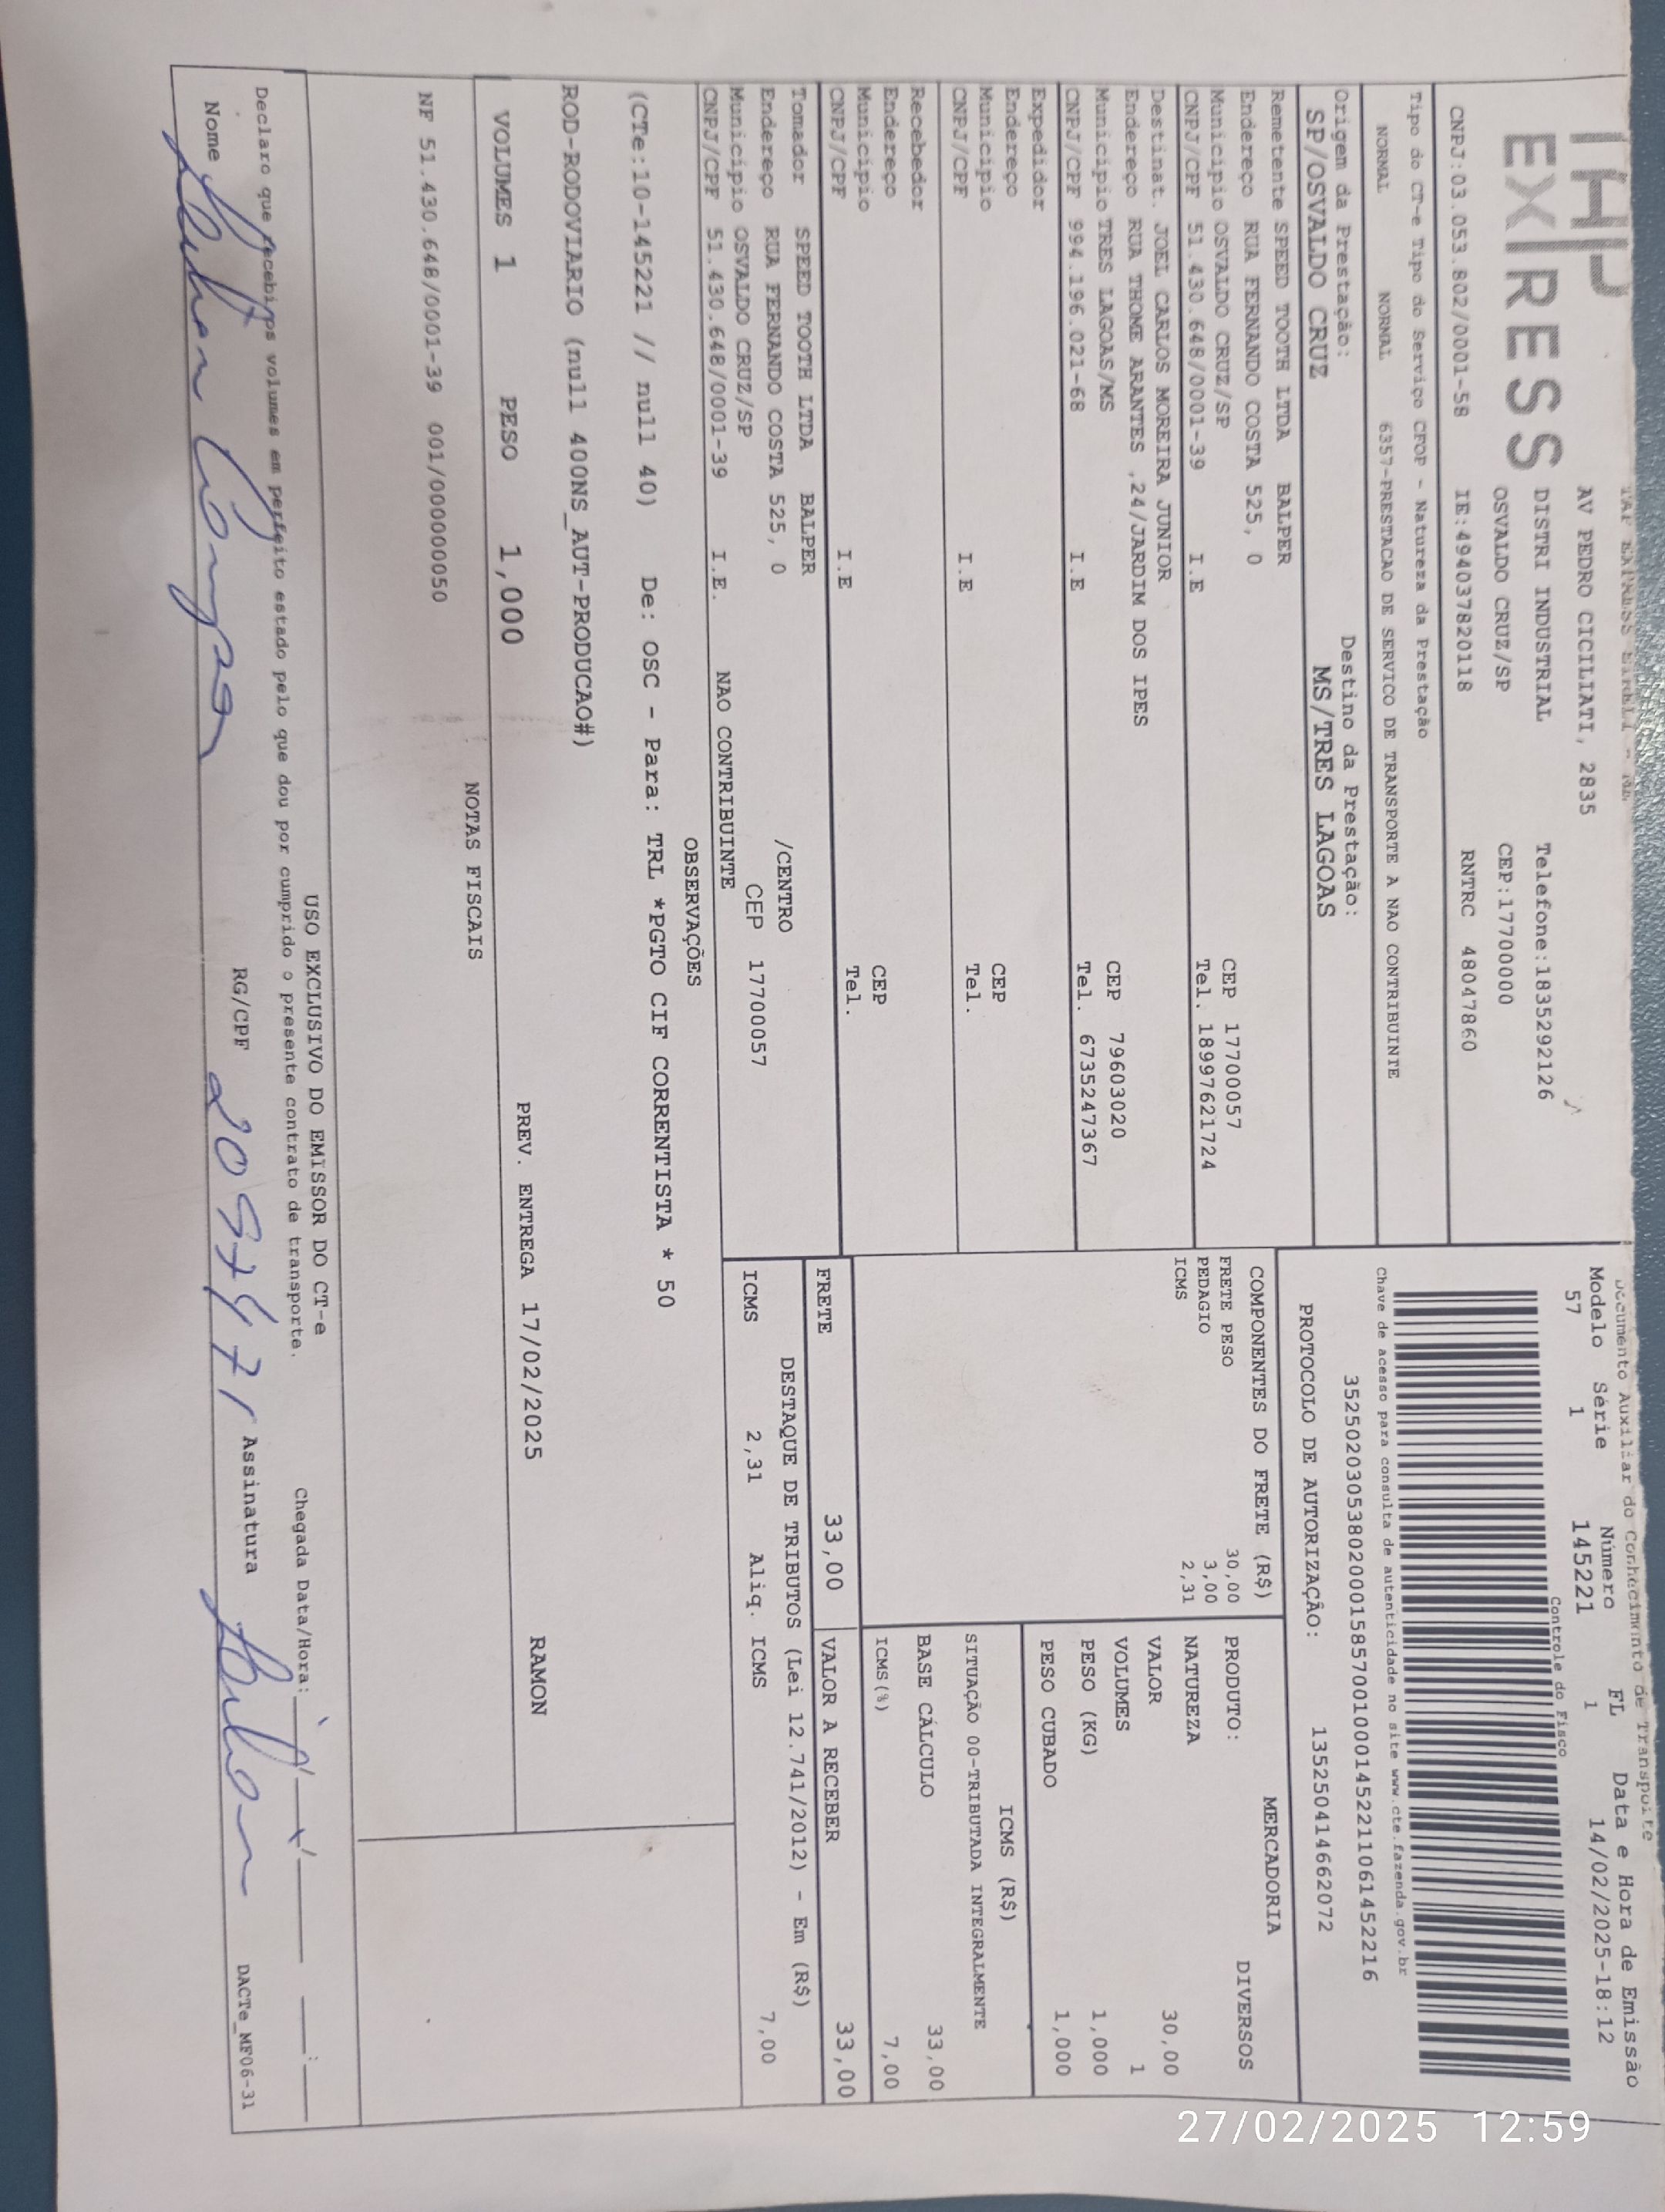 THP
EXPRESS
TAP EXPRESS EIRELI - ME
AV PEDRO CICILIATI, 2835
DISTRI INDUSTRIAL Telefone:1835292126
OSVALDO CRUZ/SP CEP:17700000
CNPJ:03.053.802/0001-58 IE:494037820118 RNTRC 48047860
Documento Auxiliar do Conhecimento de Transporte
Modelo Série Número FL Data e Hora de Emissão
57 1 145221 1 14/02/2025-18:12
Controle do Fisco
Chave de acesso para consulta de autenticidade no site www.cte.fazenda.gov.br
35250203053802000158570010001452211061452216
PROTOCOLO DE AUTORIZAÇÃO: 135250414662072
Tipo do CT-e Tipo do Serviço CFOP - Natureza da Prestação
NORMAL NORMAL 6357-PRESTACAO DE SERVICO DE TRANSPORTE A NAO CONTRIBUINTE
Origem da Prestação: Destino da Prestação:
SP/OSVALDO CRUZ MS/TRES LAGOAS
Remetente SPEED TOOTH LTDA BALPER
Endereço RUA FERNANDO COSTA 525, 0
Municipio OSVALDO CRUZ/SP CEP 17700057
CNPJ/CPF 51.430.648/0001-39 I.E Tel. 18997621724
Destinat. JOEL CARLOS MOREIRA JUNIOR
Endereço RUA THOME ARANTES ,24/JARDIM DOS IPES
Municipio TRES LAGOAS/MS CEP 79603020
CNPJ/CPF 994.196.021-68 I.E Tel. 6735247367
Expedidor
Endereço
Municipio CEP
CNPJ/CPF I.E Tel.
Recebedor
Endereço
Municipio CEP
CNPJ/CPF I.E Tel.
Tomador SPEED TOOTH LTDA BALPER
Endereço RUA FERNANDO COSTA 525, 0 /CENTRO
Municipio OSVALDO CRUZ/SP CEP 17700057
CNPJ/CPF 51.430.648/0001-39 I.E. NAO CONTRIBUINTE
COMPONENTES DO FRETE (R$)
FRETE PESO 30,00
PEDAGIO 3,00
ICMS 2,31
MERCADORIA
PRODUTO: DIVERSOS
NATUREZA
VALOR 30,00
VOLUMES 1
PESO (KG) 1,000
PESO CUBADO 1,000
ICMS (R$)
SITUAÇÃO 00-TRIBUTADA INTEGRALMENTE
BASE CÁLCULO 33,00
ICMS(%) 7,00
FRETE 33,00 VALOR A RECEBER 33,00
DESTAQUE DE TRIBUTOS (Lei 12.741/2012) - Em (R$)
ICMS 2,31 Aliq. ICMS 7,00
OBSERVAÇÕES
(CTe:10-145221 // null 40) De: OSC - Para: TRL *PGTO CIF CORRENTISTA * 50
ROD-RODOVIARIO (null 400NS_AUT-PRODUCAO#)
VOLUMES 1 PESO 1,000 PREV. ENTREGA 17/02/2025 RAMON
NOTAS FISCAIS
NF 51.430.648/0001-39 001/000000050
USO EXCLUSIVO DO EMISSOR DO CT-e
Declaro que recebi os volumes em perfeito estado pelo que dou por cumprido o presente contrato de transporte. Chegada Data/Hora:
Nome RG/CPF Assinatura
DACTe_MF06-31
27/02/2025 12:59